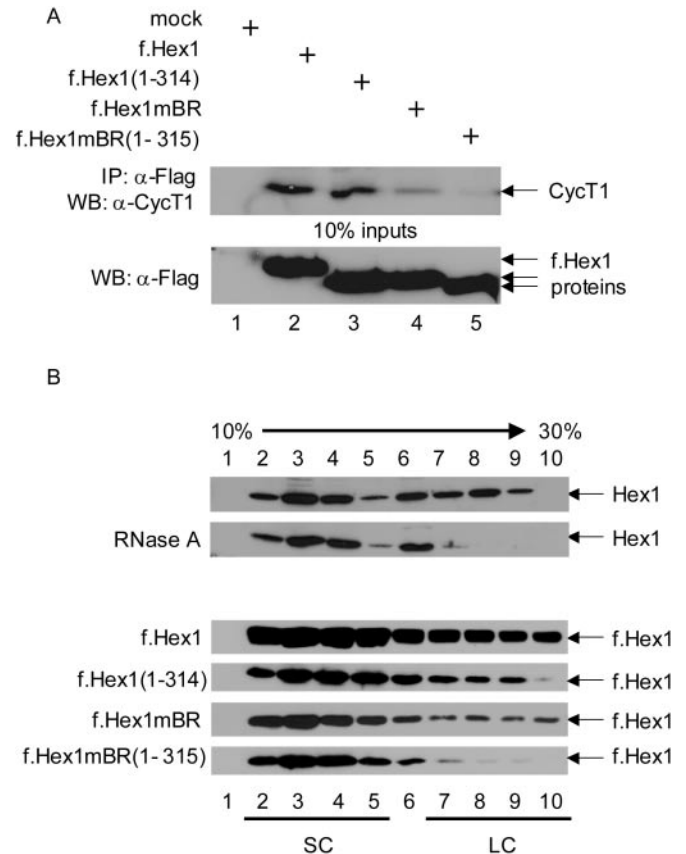 A
mock +
f.Hex1 +
f.Hex1(1-314) +
f.Hex1mBR +
f.Hex1mBR(1- 315) +
IP: α-Flag
WB: α-CycT1
CycT1
10% inputs
WB: α-Flag
f.Hex1
proteins
1 2 3 4 5
B
10% 30%
1 2 3 4 5 6 7 8 9 10
Hex1
RNase A Hex1
f.Hex1 f.Hex1
f.Hex1(1-314) f.Hex1
f.Hex1mBR f.Hex1
f.Hex1mBR(1- 315) f.Hex1
1 2 3 4 5 6 7 8 9 10
SC LC